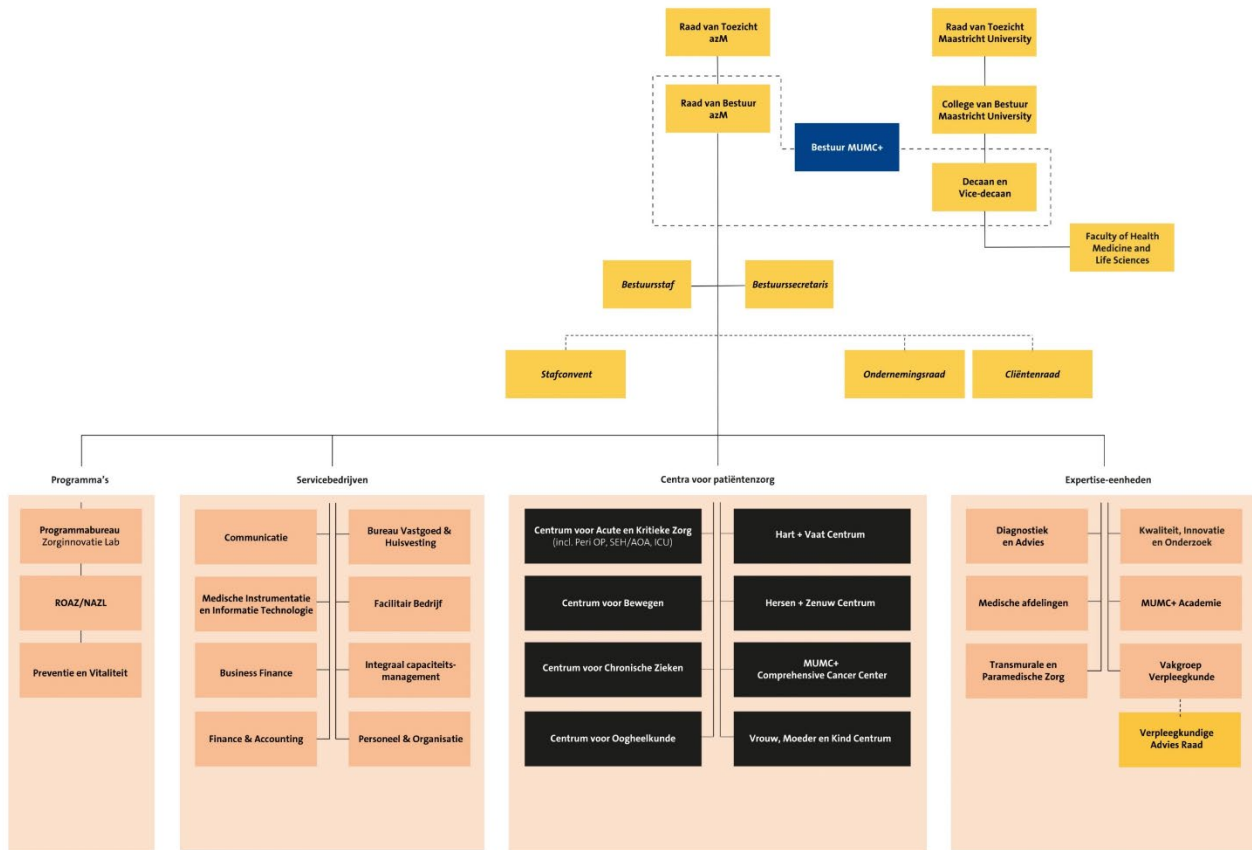 Raad van Toezicht
azM
Raad van Toezicht
Maastricht University
Raad van Bestuur
azM
College van Bestuur
Maastricht University
Bestuur MUMC+
Decaan en
Vice-decaan
Faculty of Health
Medicine and
Life Sciences
Bestuursstaf
Bestuurssecretaris
Stafconvent
Ondernemingsraad
Cliëntenraad
Programma's
Programmabureau
Zorginnovatie Lab
ROAZ/NAZL
Preventie en Vitaliteit
Servicebedrijven
Communicatie
Bureau Vastgoed &
Huisvesting
Medische Instrumentatie
en Informatie Technologie
Facilitair Bedrijf
Business Finance
Integraal capaciteits-
management
Finance & Accounting
Personeel & Organisatie
Centra voor patiëntenzorg
Centrum voor Acute en Kritieke Zorg
(incl. Peri OP, SEH/AOA, ICU)
Hart + Vaat Centrum
Centrum voor Bewegen
Hersen + Zenuw Centrum
Centrum voor Chronische Zieken
MUMC+
Comprehensive Cancer Center
Centrum voor Oogheelkunde
Vrouw, Moeder en Kind Centrum
Expertise-eenheden
Diagnostiek
en Advies
Kwaliteit, Innovatie
en Onderzoek
Medische afdelingen
MUMC+ Academie
Transmurale en
Paramedische Zorg
Vakgroep
Verpleegkunde
Verpleegkundige
Advies Raad